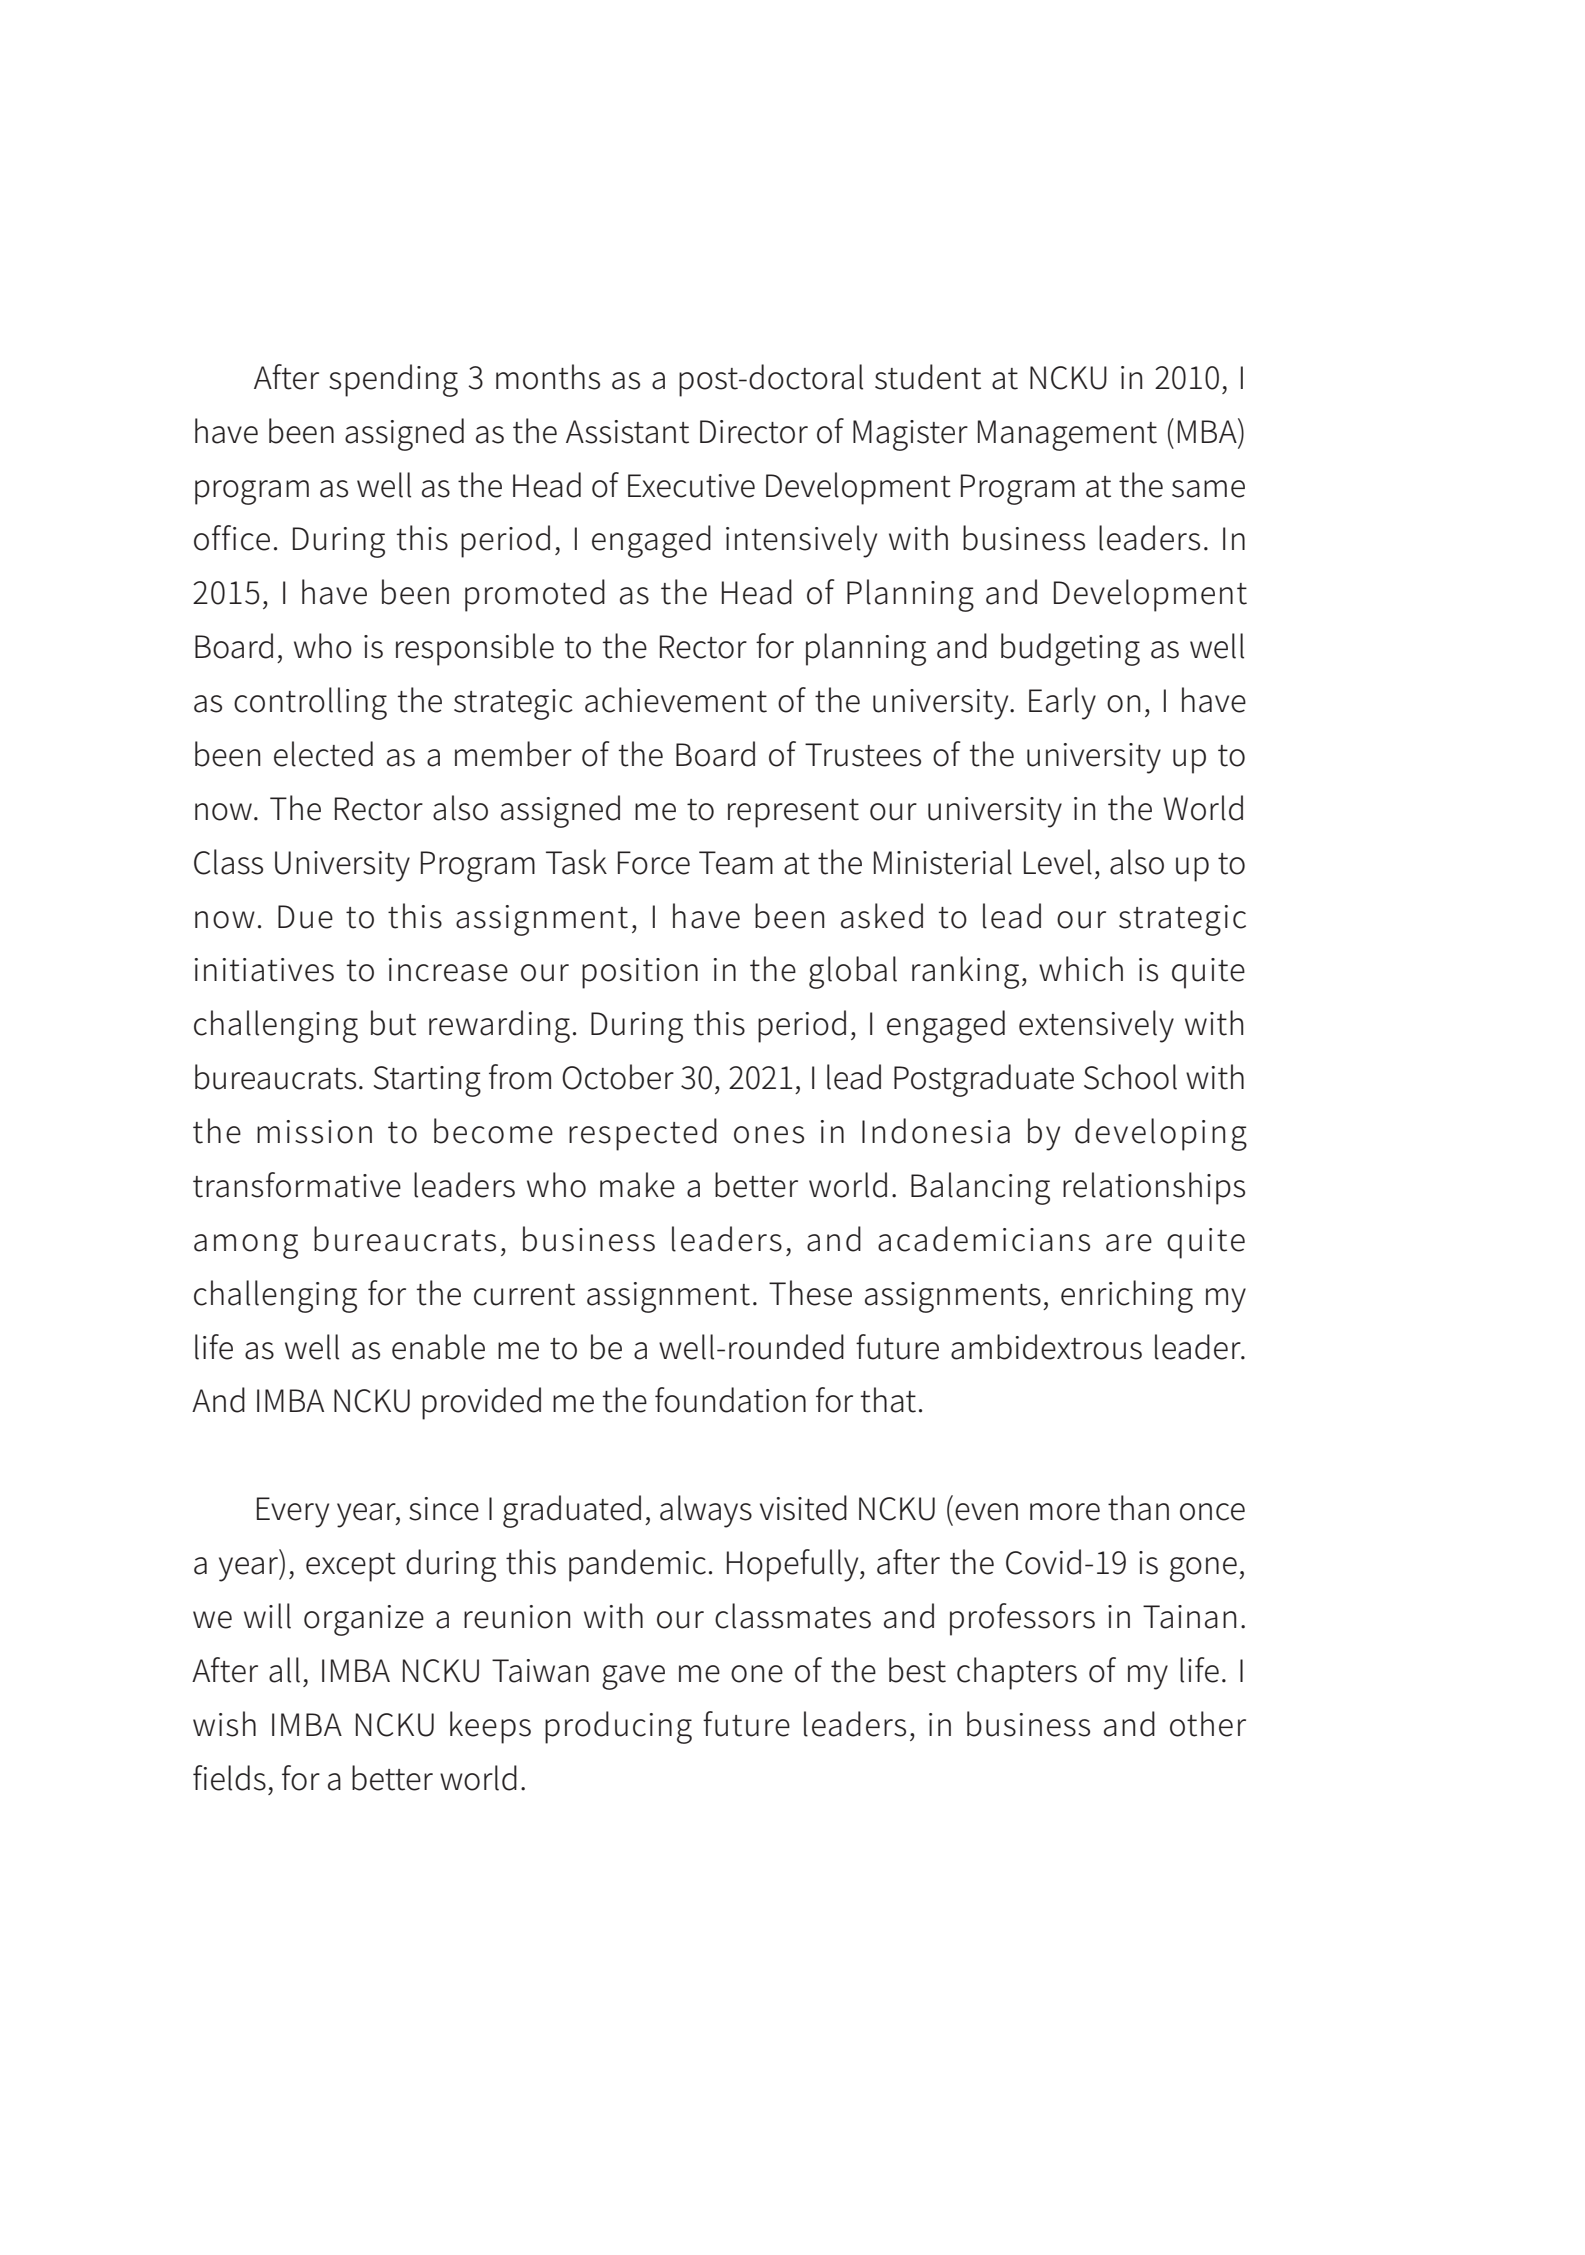 After spending 3 months as a post-doctoral student at NCKU in 2010, I
have been assigned as the Assistant Director of Magister Management (MBA)
program as well as the Head of Executive Development Program at the same
office. During this period, I engaged intensively with business leaders. In
2015, I have been promoted as the Head of Planning and Development
Board, who is responsible to the Rector for planning and budgeting as well
as controlling the strategic achievement of the university. Early on, I have
been elected as a member of the Board of Trustees of the university up to
now. The Rector also assigned me to represent our university in the World
Class University Program Task Force Team at the Ministerial Level, also up to
now. Due to this assignment, I have been asked to lead our strategic
initiatives to increase our position in the global ranking, which is quite
challenging but rewarding. During this period, I engaged extensively with
bureaucrats. Starting from October 30, 2021, I lead Postgraduate School with
the mission to become respected ones in Indonesia by developing
transformative leaders who make a better world. Balancing relationships
among bureaucrats, business leaders, and academicians are quite
challenging for the current assignment. These assignments, enriching my
life as well as enable me to be a well-rounded future ambidextrous leader.
And IMBA NCKU provided me the foundation for that.
Every year, since I graduated, always visited NCKU (even more than once
a year), except during this pandemic. Hopefully, after the Covid-19 is gone,
we will organize a reunion with our classmates and professors in Tainan.
After all, IMBA NCKU Taiwan gave me one of the best chapters of my life. I
wish IMBA NCKU keeps producing future leaders, in business and other
fields, for a better world.